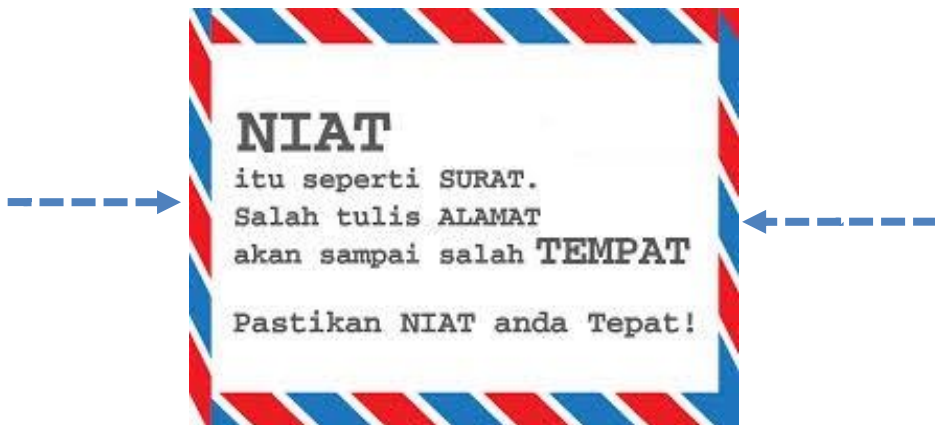 NIAT
itu seperti SURAT.
Salah tulis ALAMAT
akan sampai salah TEMPAT
Pastikan NIAT anda Tepat!